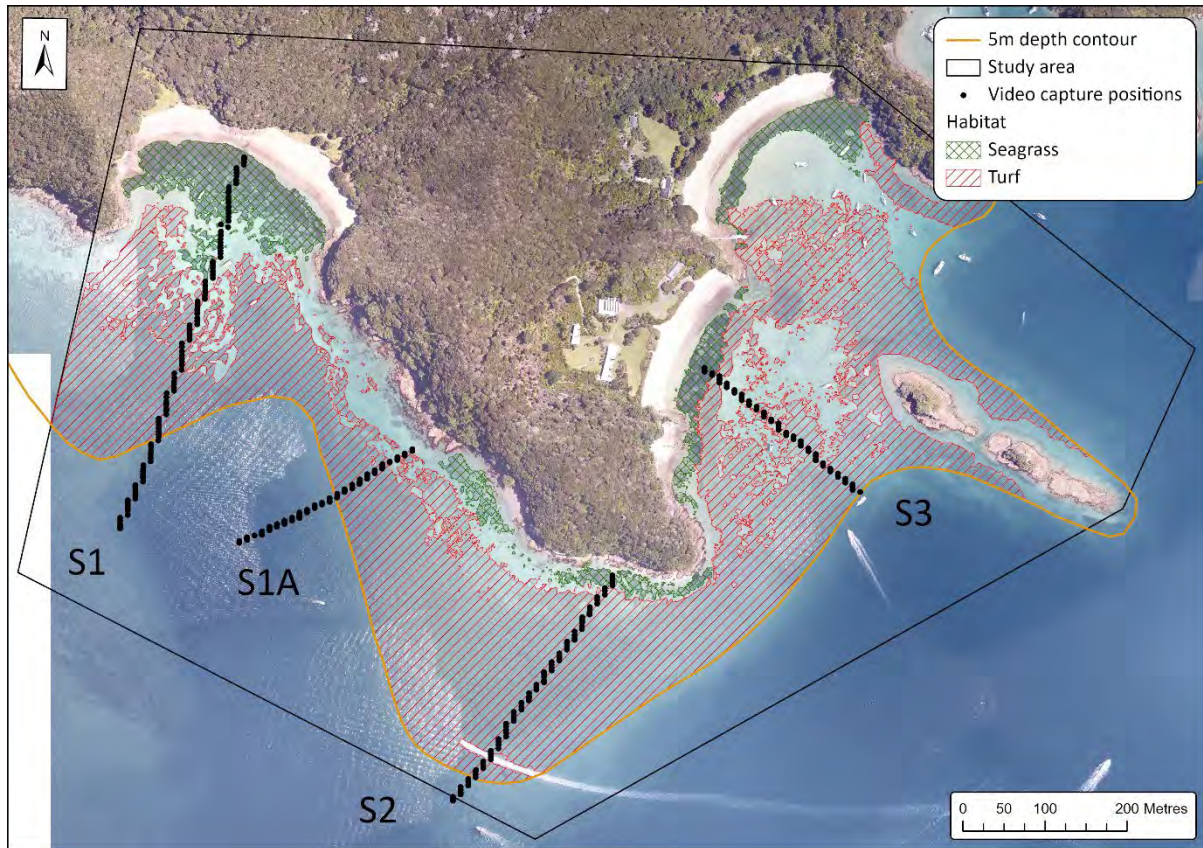 N
5m depth contour
Study area
Video capture positions
Habitat
Seagrass
Turf
S1
S1A
S2
S3
0 50 100 200 Metres